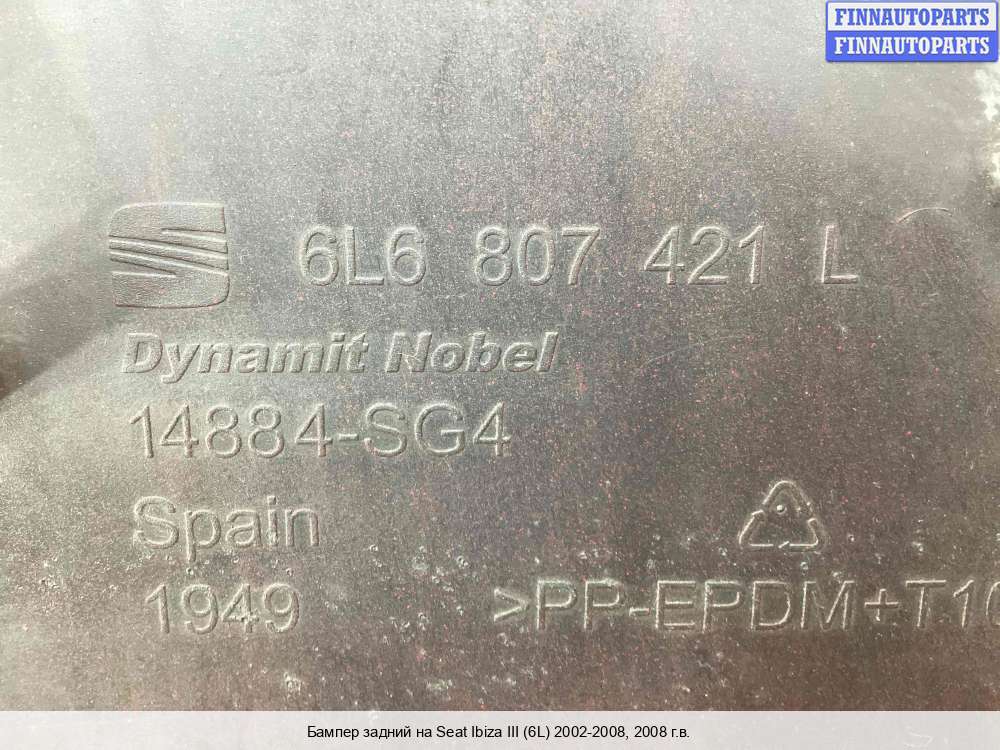 FINNAUTOPARTS
FINNAUTOPARTS
6L6 807 421 L
Dynamit Nobel
14884-SG4
Spain
1949
>PP-EPDM+T10
Бампер задний на Seat Ibiza III (6L) 2002-2008, 2008 г.в.